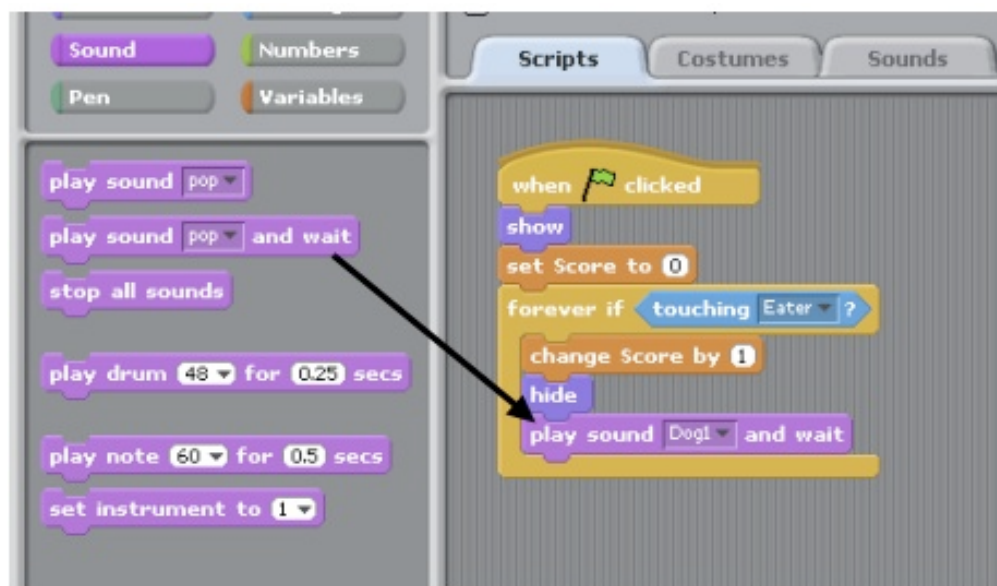 Sound
Numbers
Pen
Variables
play sound pop
play sound pop and wait
stop all sounds
play drum 48 for 0.25 secs
play note 60 for 0.5 secs
set instrument to 1
Scripts
Costumes
Sounds
when clicked
show
set Score to 0
forever if touching Eater ?
change Score by 1
hide
play sound Dog1 and wait